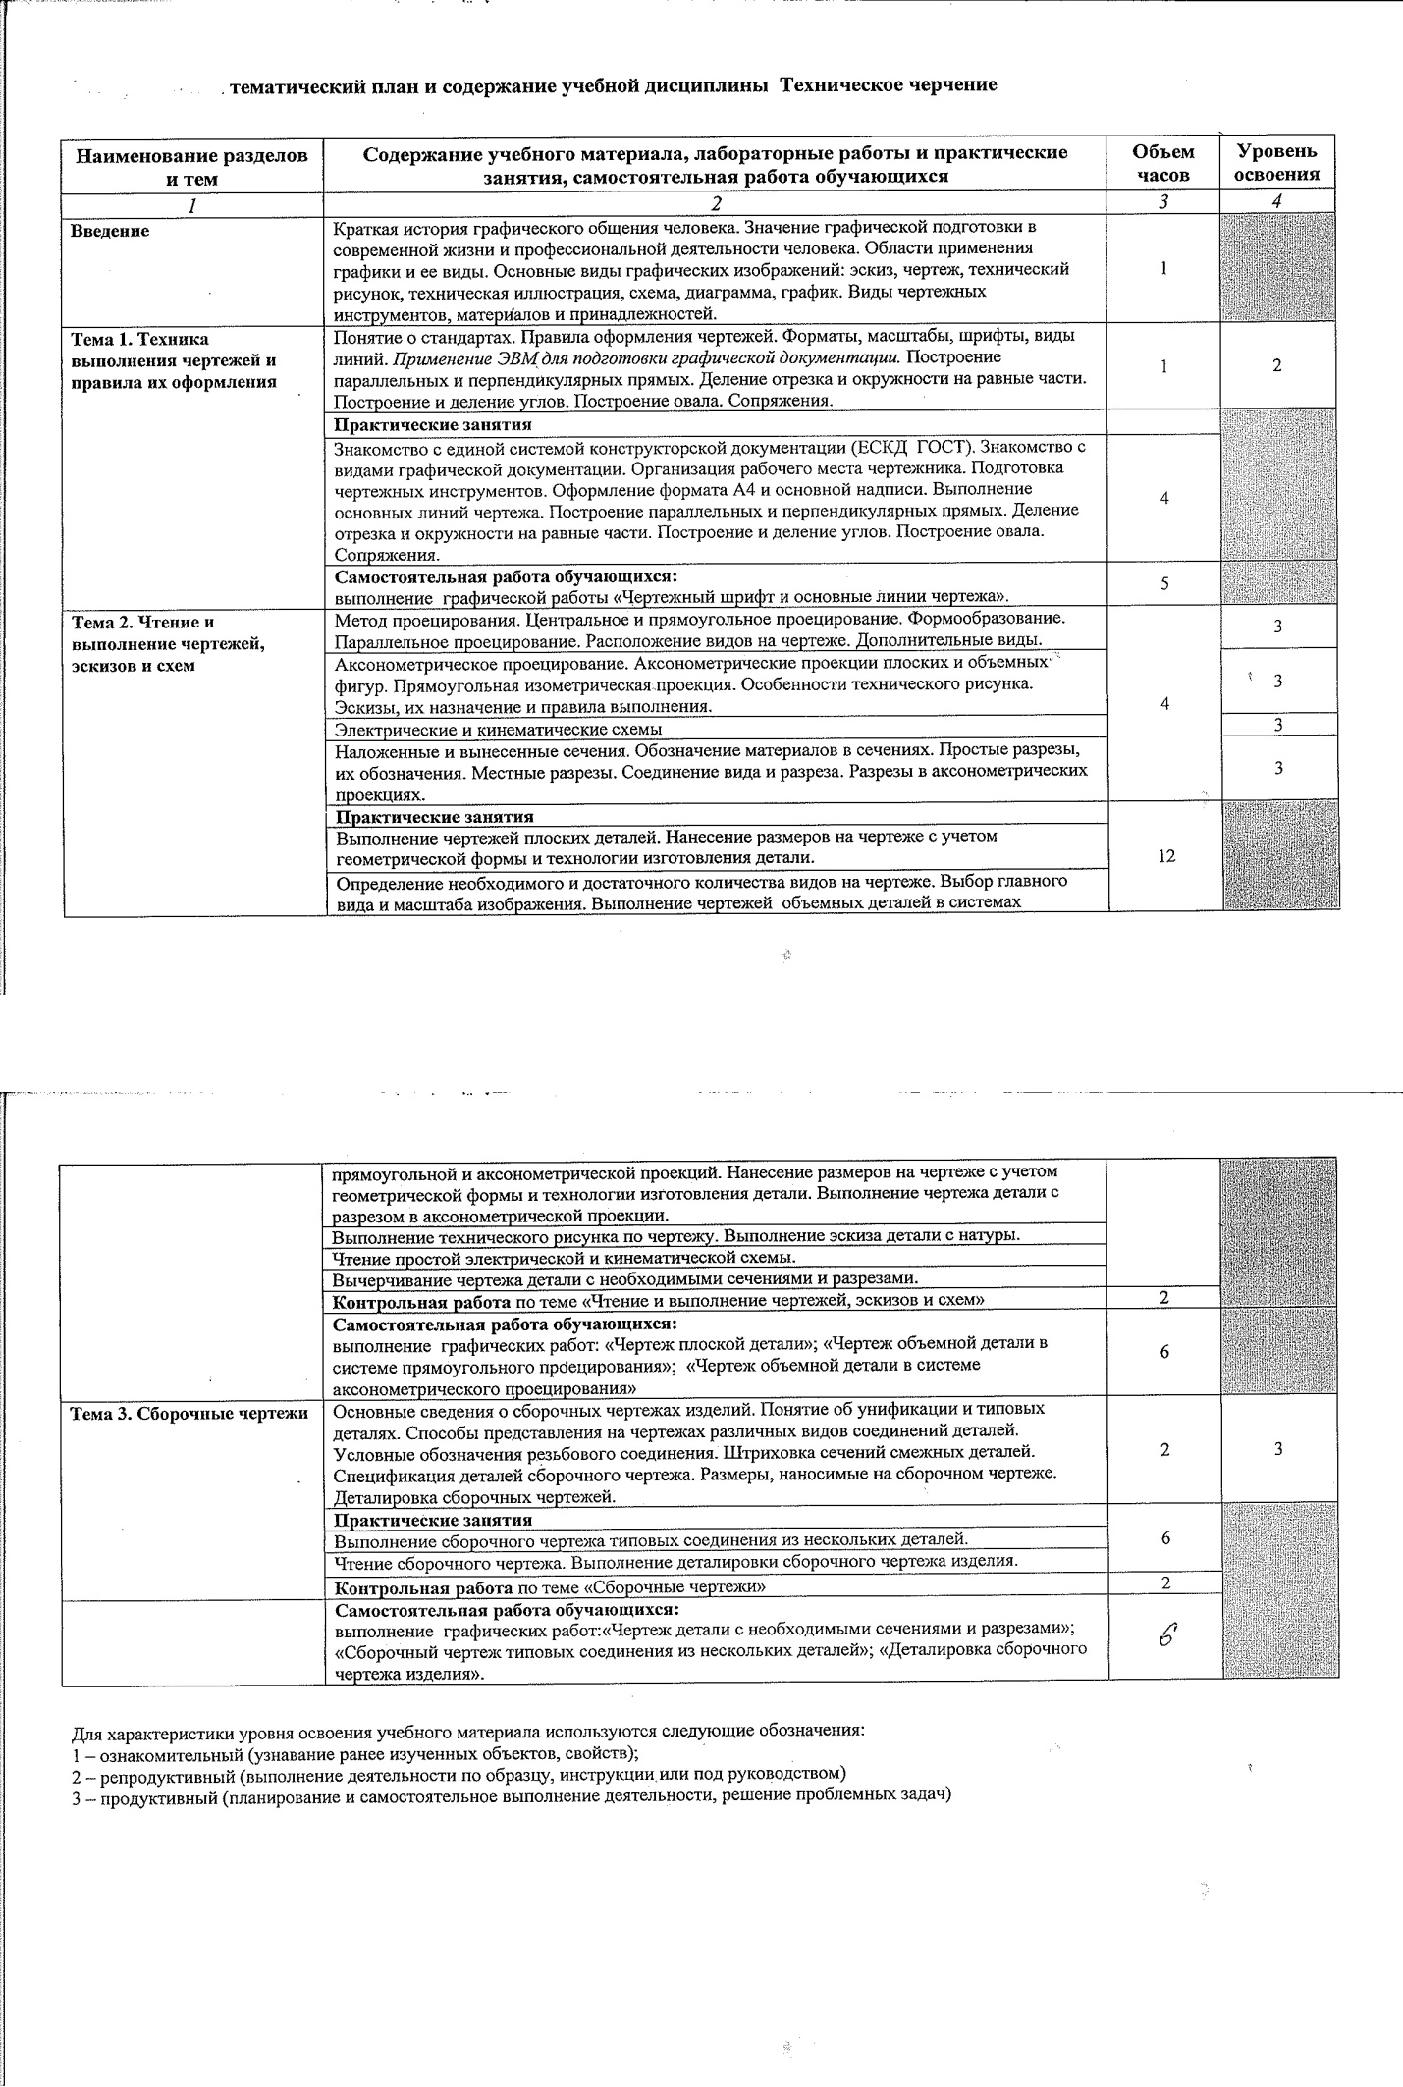 тематический план и содержание учебной дисциплины Техническое черчение
Наименование разделов и тем
Содержание учебного материала, лабораторные работы и практические занятия, самостоятельная работа обучающихся
Объем часов
Уровень освоения
1
2
3
4
Введение
Краткая история графического общения человека. Значение графической подготовки в
современной жизни и профессиональной деятельности человека. Области применения
графики и ее виды. Основные виды графических изображений: эскиз, чертеж, технический
рисунок, техническая иллюстрация, схема, диаграмма, график. Виды чертежных
инструментов, материалов и принадлежностей.
1
Тема 1. Техника
выполнения чертежей и
правила их оформления
Понятие о стандартах. Правила оформления чертежей. Форматы, масштабы, шрифты, виды
линий. Применение ЭВМ для подготовки графической документации. Построение
параллельных и перпендикулярных прямых. Деление отрезка и окружности на равные части.
Построение и деление углов. Построение овала. Сопряжения.
1
2
Практические занятия
Знакомство с единой системой конструкторской документации (ЕСКД ГОСТ). Знакомство с
видами графической документации. Организация рабочего места чертежника. Подготовка
чертежных инструментов. Оформление формата А4 и основной надписи. Выполнение
основных линий чертежа. Построение параллельных и перпендикулярных прямых. Деление
отрезка и окружности на равные части. Построение и деление углов. Построение овала.
Сопряжения.
4
Самостоятельная работа обучающихся:
выполнение графической работы «Чертежный шрифт и основные линии чертежа».
5
Тема 2. Чтение и
выполнение чертежей,
эскизов и схем
Метод проецирования. Центральное и прямоугольное проецирование. Формообразование.
Параллельное проецирование. Расположение видов на чертеже. Дополнительные виды.
3
Аксонометрическое проецирование. Аксонометрические проекции плоских и объемных
фигур. Прямоугольная изометрическая проекция. Особенности технического рисунка.
Эскизы, их назначение и правила выполнения.
4
3
Электрические и кинематические схемы
3
Наложенные и вынесенные сечения. Обозначение материалов в сечениях. Простые разрезы,
их обозначения. Местные разрезы. Соединение вида и разреза. Разрезы в аксонометрических
проекциях.
3
Практические занятия
Выполнение чертежей плоских деталей. Нанесение размеров на чертеже с учетом
геометрической формы и технологии изготовления детали.
12
Определение необходимого и достаточного количества видов на чертеже. Выбор главного
вида и масштаба изображения. Выполнение чертежей объемных деталей в системах
прямоугольной и аксонометрической проекций. Нанесение размеров на чертеже с учетом
геометрической формы и технологии изготовления детали. Выполнение чертежа детали с
разрезом в аксонометрической проекции.
Выполнение технического рисунка по чертежу. Выполнение эскиза детали с натуры.
Чтение простой электрической и кинематической схемы.
Вычерчивание чертежа детали с необходимыми сечениями и разрезами.
Контрольная работа по теме «Чтение и выполнение чертежей, эскизов и схем»
2
Самостоятельная работа обучающихся:
выполнение графических работ: «Чертеж плоской детали»; «Чертеж объемной детали в
системе прямоугольного проецирования»; «Чертеж объемной детали в системе
аксонометрического проецирования»
6
Тема 3. Сборочные чертежи
Основные сведения о сборочных чертежах изделий. Понятие об унификации и типовых
деталях. Способы представления на чертежах различных видов соединений деталей.
Условные обозначения резьбового соединения. Штриховка сечений смежных деталей.
Спецификация деталей сборочного чертежа. Размеры, наносимые на сборочном чертеже.
Деталировка сборочных чертежей.
2
3
Практические занятия
Выполнение сборочного чертежа типовых соединения из нескольких деталей.
Чтение сборочного чертежа. Выполнение деталировки сборочного чертежа изделия.
6
Контрольная работа по теме «Сборочные чертежи»
2
Самостоятельная работа обучающихся:
выполнение графических работ:«Чертеж детали с необходимыми сечениями и разрезами»;
«Сборочный чертеж типовых соединения из нескольких деталей»; «Деталировка сборочного
чертежа изделия».
6
Для характеристики уровня освоения учебного материала используются следующие обозначения:
1 – ознакомительный (узнавание ранее изученных объектов, свойств);
2 – репродуктивный (выполнение деятельности по образцу, инструкции или под руководством)
3 – продуктивный (планирование и самостоятельное выполнение деятельности, решение проблемных задач)